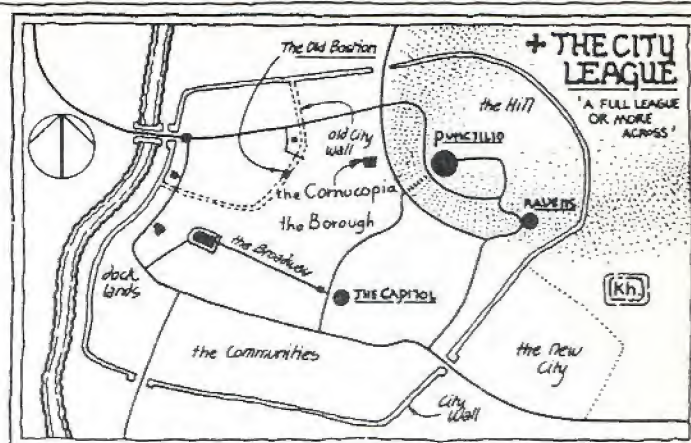 + THE CITY
LEAGUE
'A FULL LEAGUE
OR MORE
ACROSS'
The Old Bastion
the Hill
old City
Wall
PUNCTILIO
the Cornucopia
the Borough
RAVENS
the Broadway
dock
lands
THE CAPITOL
Kh.
the Communities
the New
City
City
Wall